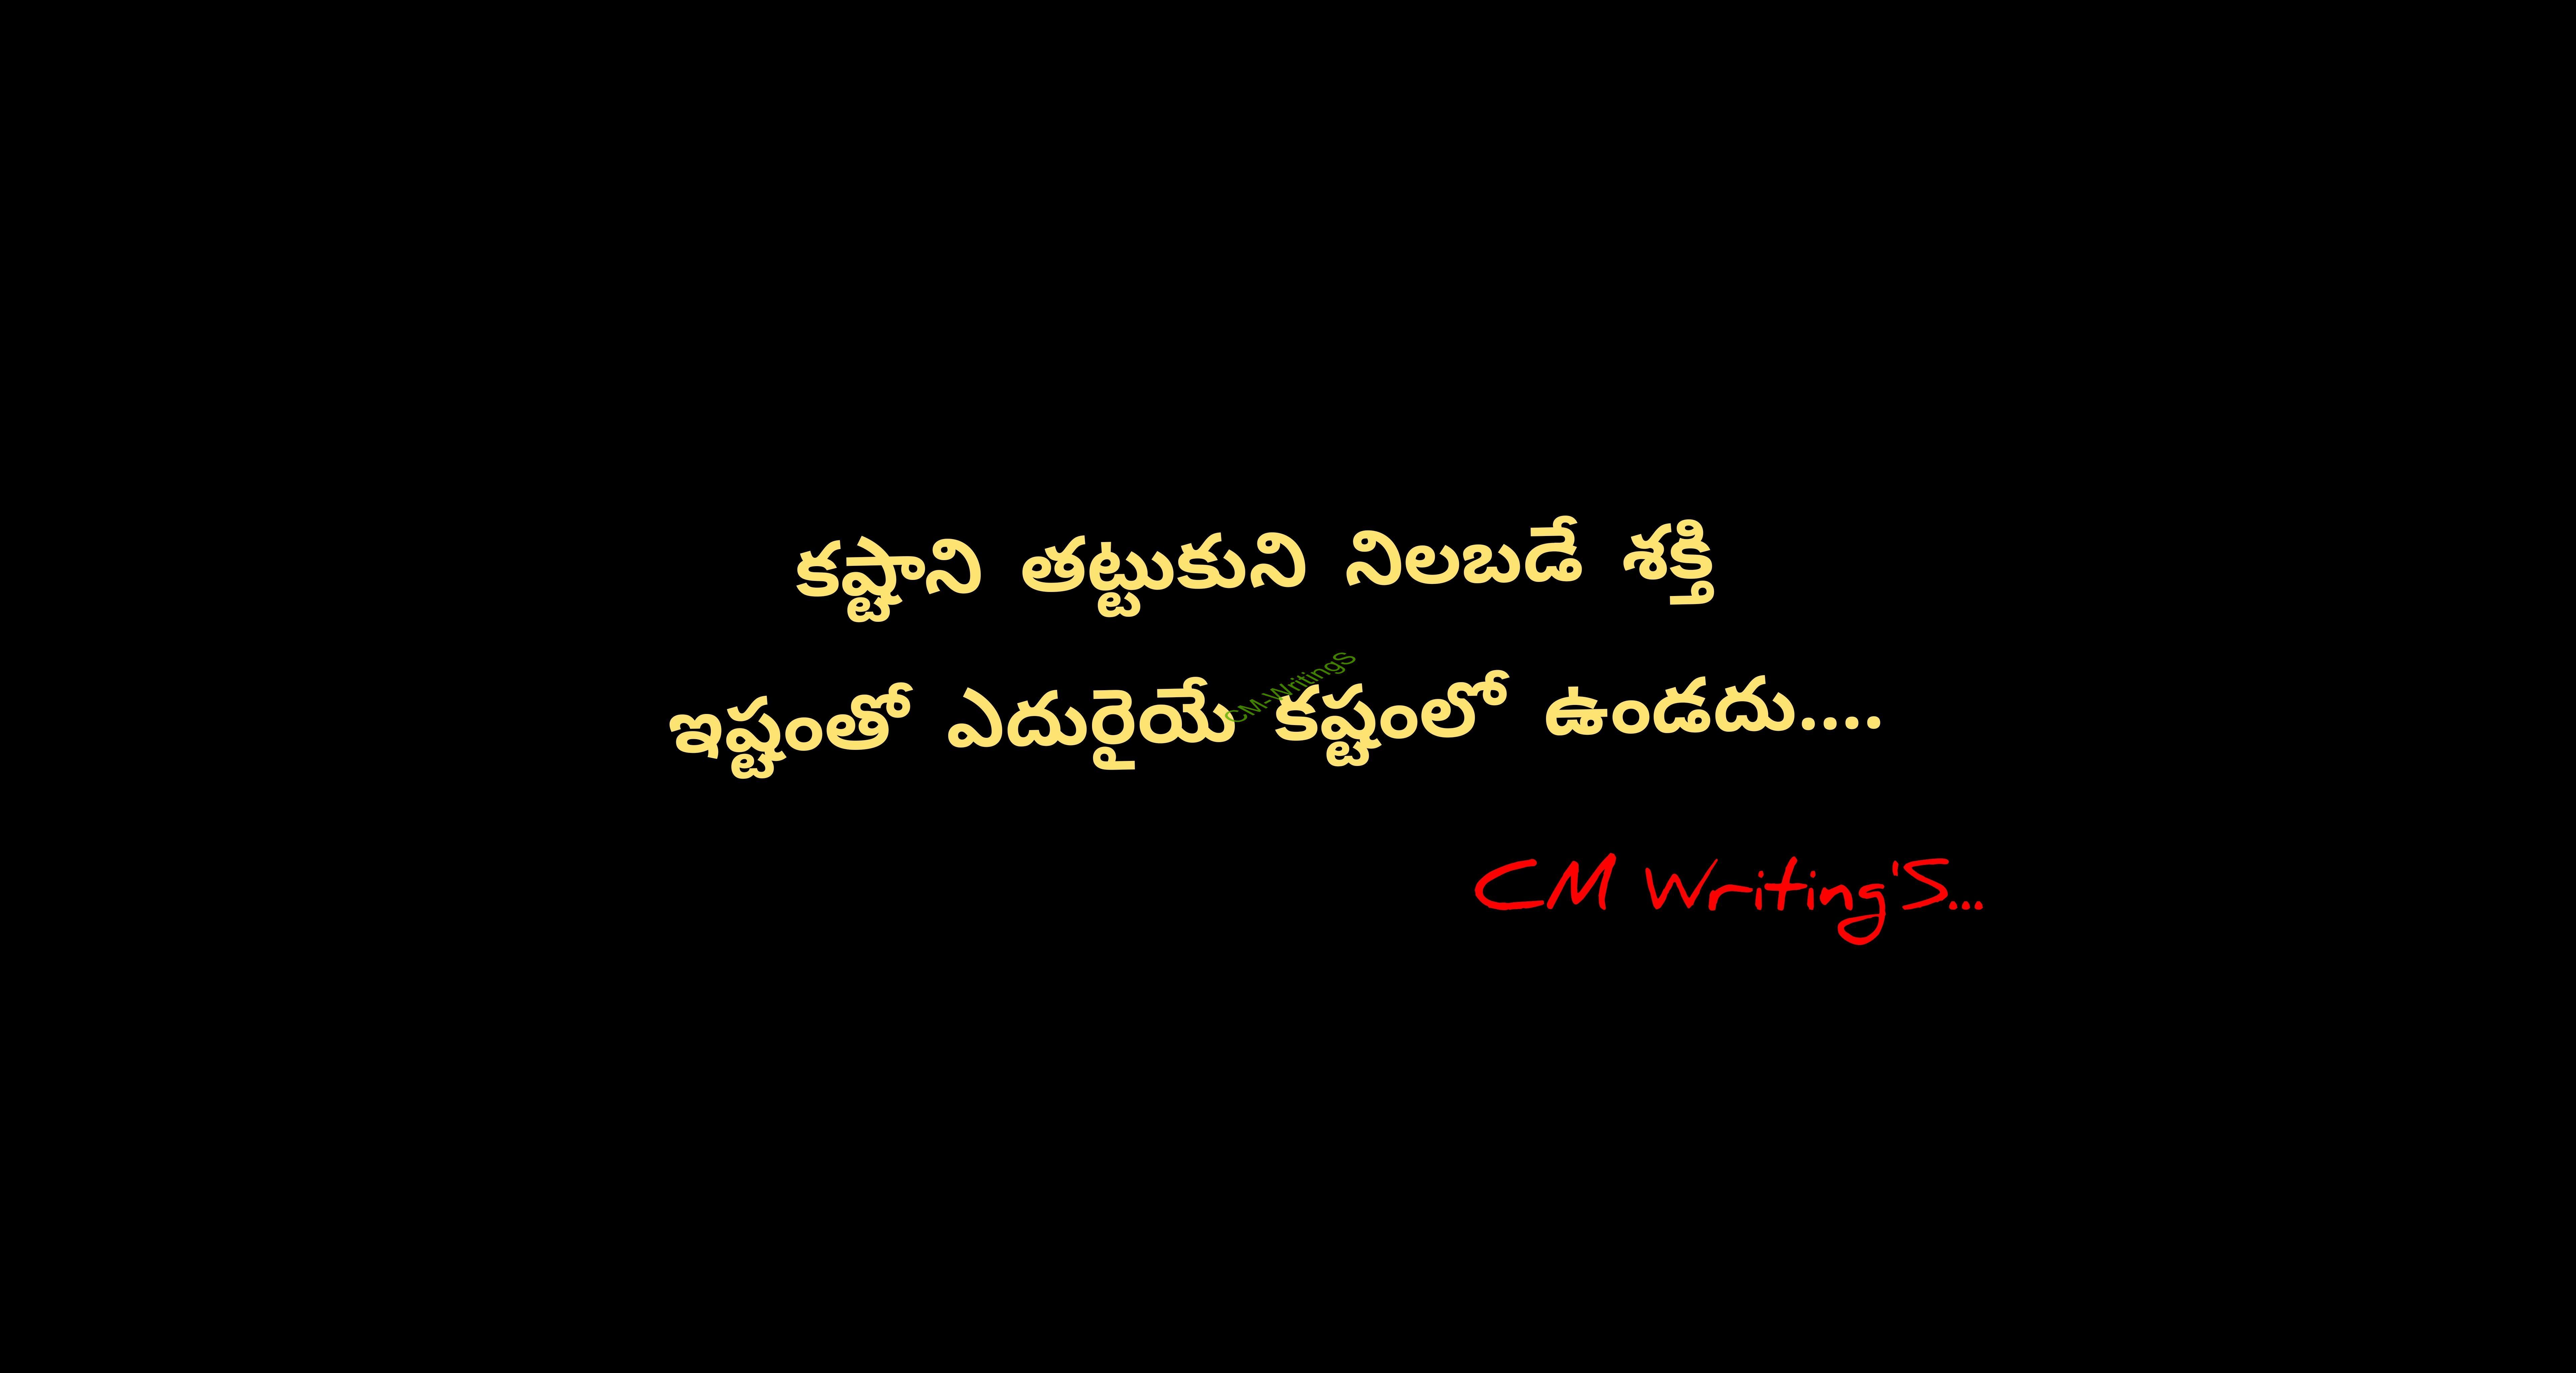 కష్టాని తట్టుకుని నిలబడే శక్తి
ఇష్టంతో ఎదురైయే కష్టంలో ఉండదు....
CM-WritingS
CM Writing'S...